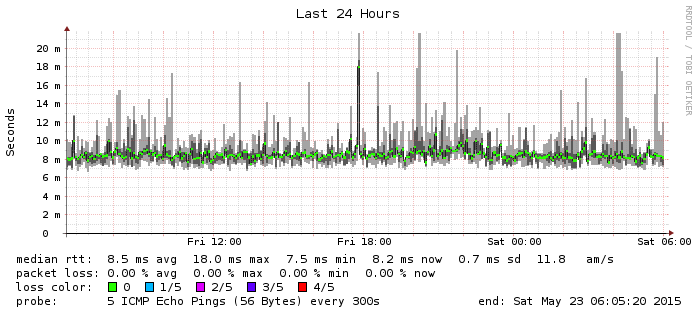 Last 24 Hours
RRDTOOL / TOBI OETIKER
Seconds
20 m
18 m
16 m
14 m
12 m
10 m
8 m
6 m
4 m
2 m
0
Fri 12:00 Fri 18:00 Sat 00:00 Sat 06:00
median rtt: 8.5 ms avg 18.0 ms max 7.5 ms min 8.2 ms now 0.7 ms sd 11.8 am/s
packet loss: 0.00 % avg 0.00 % max 0.00 % min 0.00 % now
loss color: 0 1/5 2/5 3/5 4/5
probe: 5 ICMP Echo Pings (56 Bytes) every 300s end: Sat May 23 06:05:20 2015